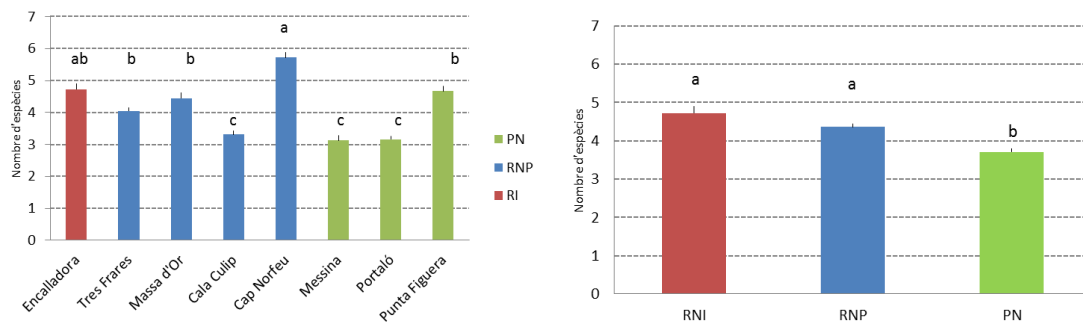 Nombre d'espècies
7
6
5
4
3
2
1
0
ab
b
b
c
a
c
c
b
Encalladora
Tres Frares
Massa d'Or
Cala Culip
Cap Norfeu
Messina
Portaló
Punta Figuera
PN
RNP
RI
Nombre d'espècies
7
6
5
4
3
2
1
0
a
a
b
RNI
RNP
PN